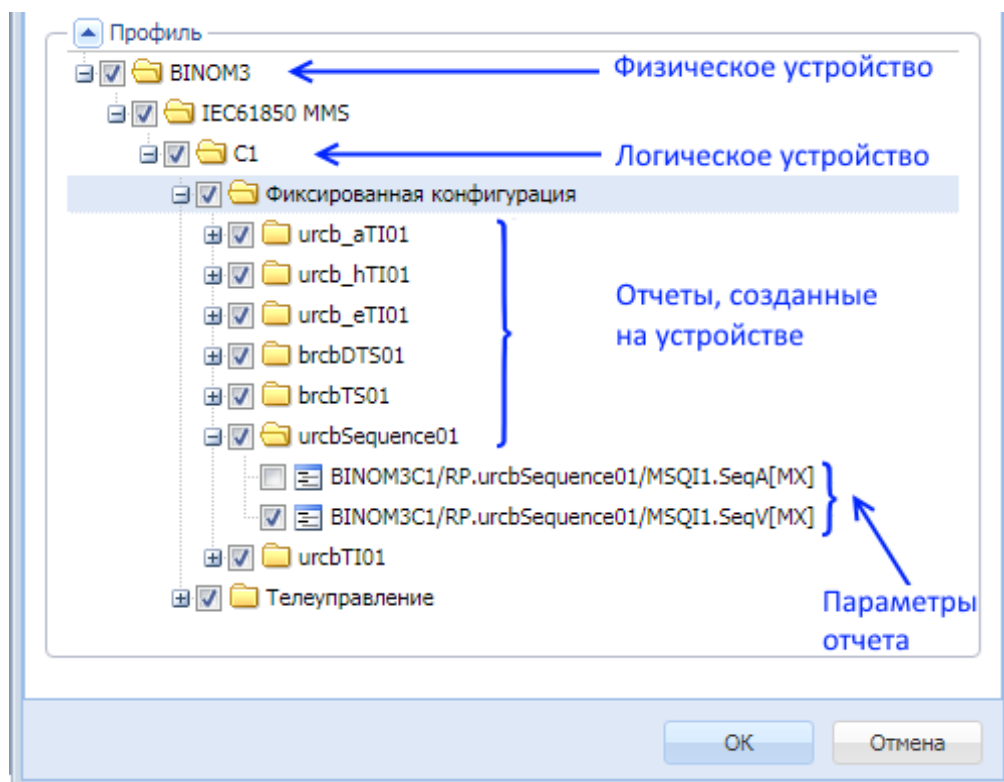 Профиль
BINOM3
Физическое устройство
IEC61850 MMS
C1
Логическое устройство
Фиксированная конфигурация
urcb_aTI01
urcb_hTI01
urcb_eTI01
brcbDTS01
brcbTS01
urcbSequence01
Отчеты, созданные
на устройстве
BINOM3C1/RP.urcbSequence01/MSQI1.SeqA[MX]
BINOM3C1/RP.urcbSequence01/MSQI1.SeqV[MX]
urcbTI01
Телеуправление
Параметры
отчета
OK
Отмена